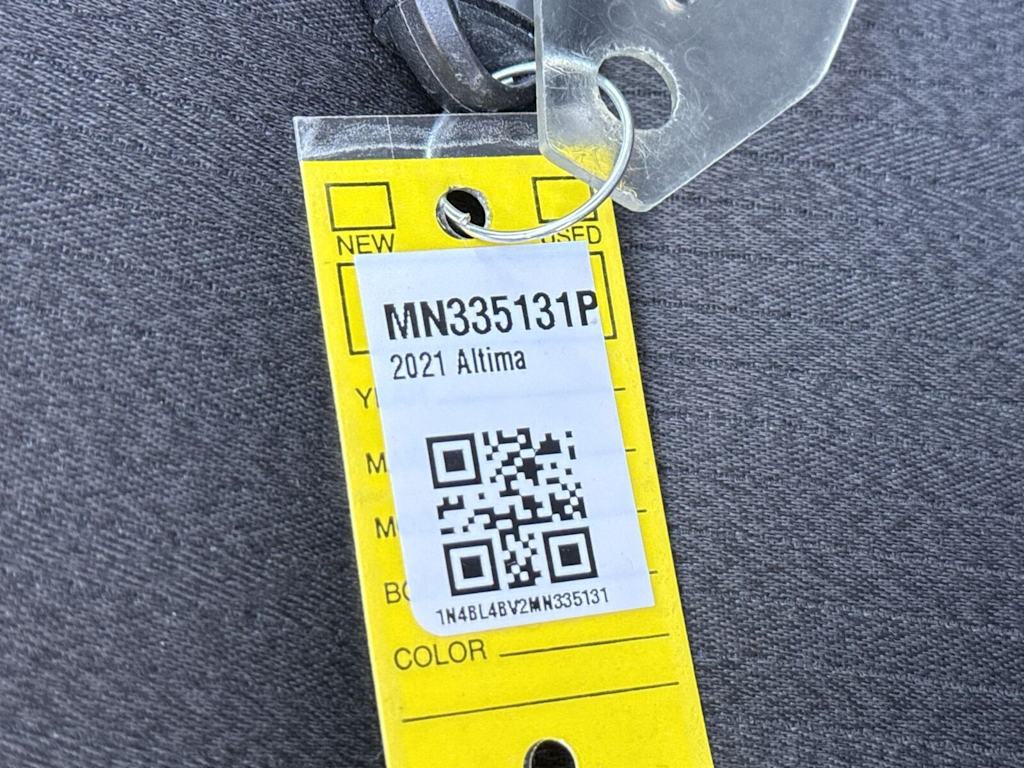 NEW USED
MN335131P
2021 Altima
1N4BL4BV2MN335131
COLOR